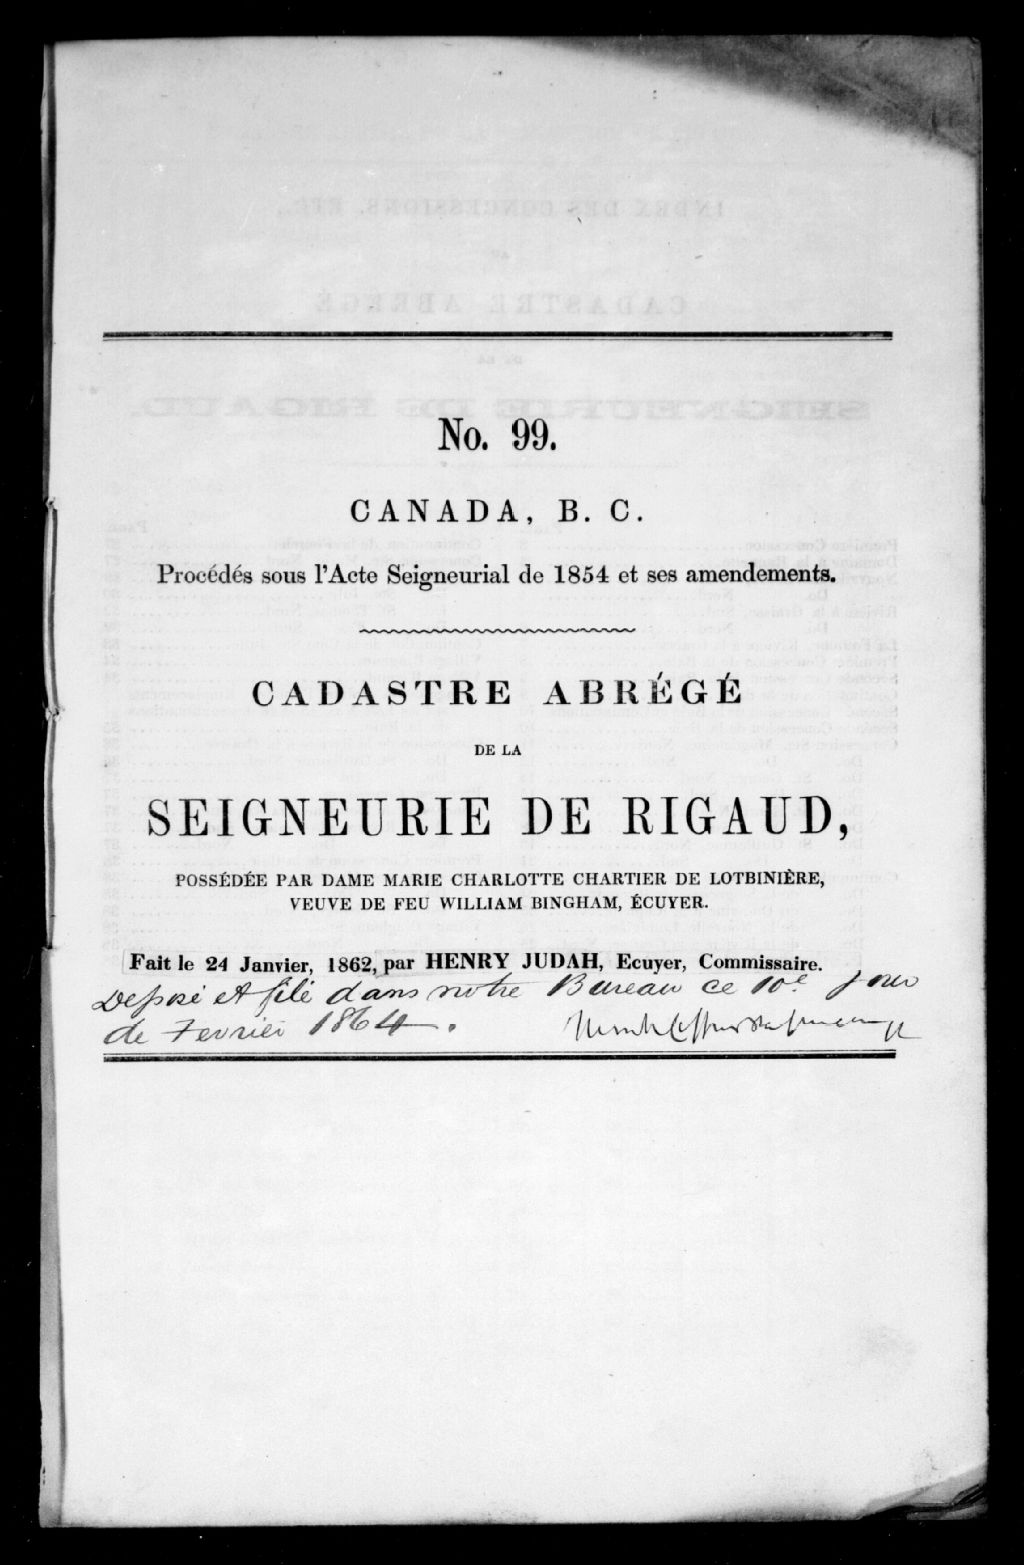 No. 99.
CANADA, B. C.
Procédés sous l'Acte Seigneurial de 1854 et ses amendements.
CADASTRE ABRÉGÉ
DE LA
SEIGNEURIE DE RIGAUD,
POSSÉDÉE PAR DAME MARIE CHARLOTTE CHARTIER DE LOTBINIÈRE,
VEUVE DE FEU WILLIAM BINGHAM, ÉCUYER.
Fait le 24 Janvier, 1862, par HENRY JUDAH, Ecuyer, Commissaire.
Deposé et filé dans notre Bureau ce 10e jour
de Fevrier 1864.